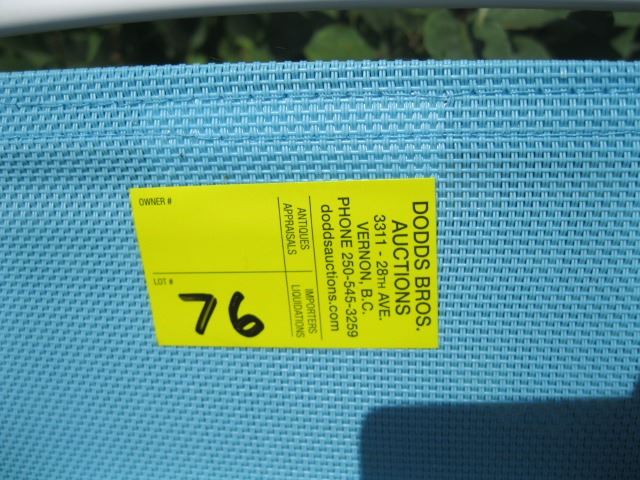 DODDS BROS.
AUCTIONS
3311 - 28TH AVE.
VERNON, B.C.
PHONE 250-545-3259
doddsauctions.com
ANTIQUES IMPORTERS
APPRAISALS LIQUIDATIONS
OWNER #
LOT #
76